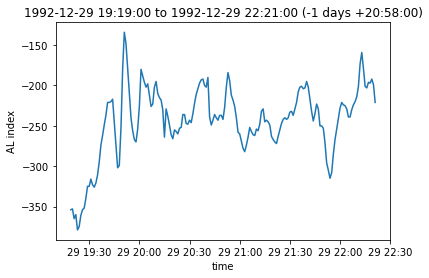 1992-12-29 19:19:00 to 1992-12-29 22:21:00 (-1 days +20:58:00)
AL index
−150
−200
−250
−300
−350
29 19:30 29 20:00 29 20:30 29 21:00 29 21:30 29 22:00 29 22:30
time